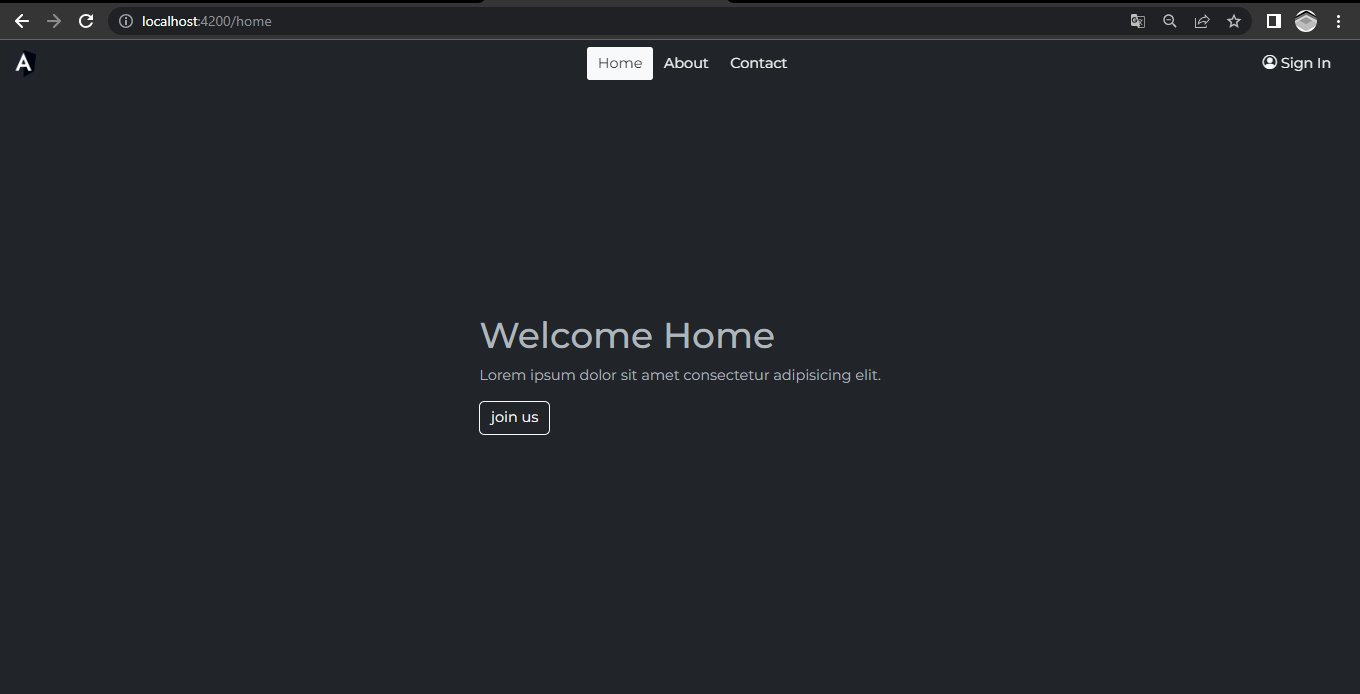 localhost:4200/home
A
Home About Contact Sign In
Welcome Home
Lorem ipsum dolor sit amet consectetur adipisicing elit.
join us